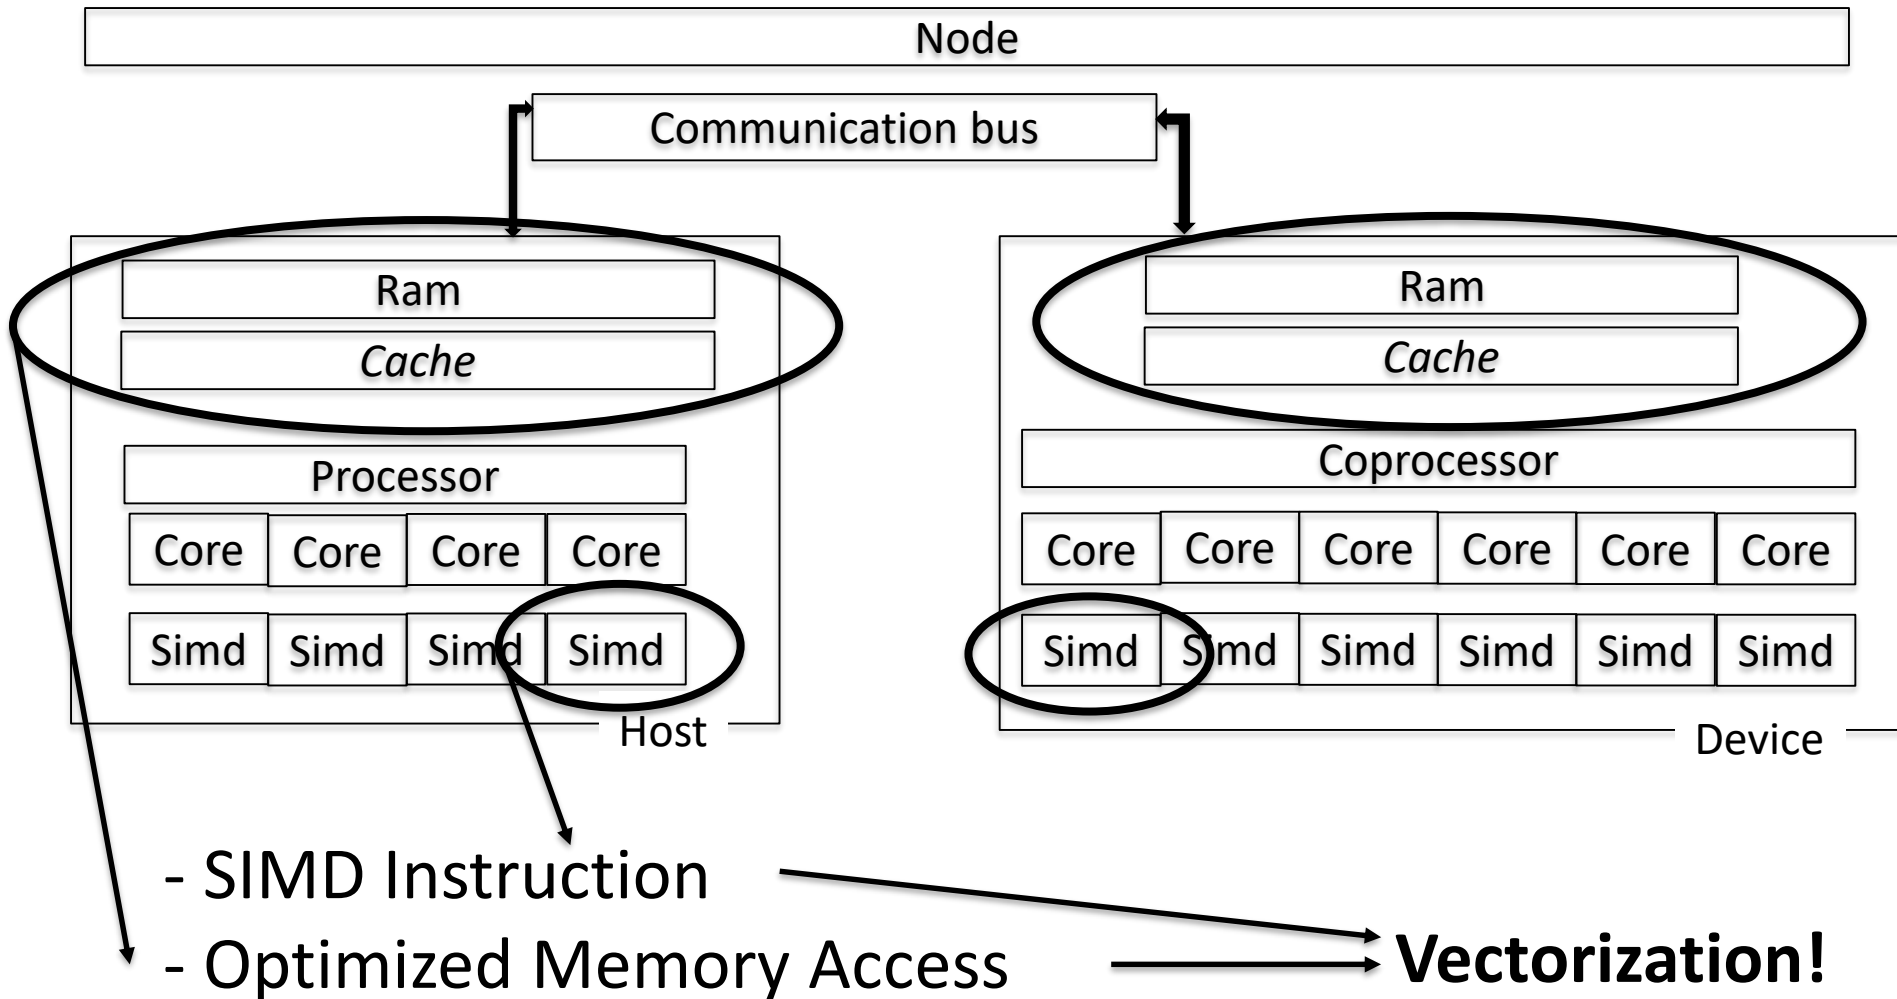 Node
Communication bus
Ram
Cache
Processor
Core Core Core Core
Simd Simd Simd Simd
Host
Ram
Cache
Coprocessor
Core Core Core Core Core Core
Simd Simd Simd Simd Simd Simd
Device
- SIMD Instruction
- Optimized Memory Access
Vectorization!